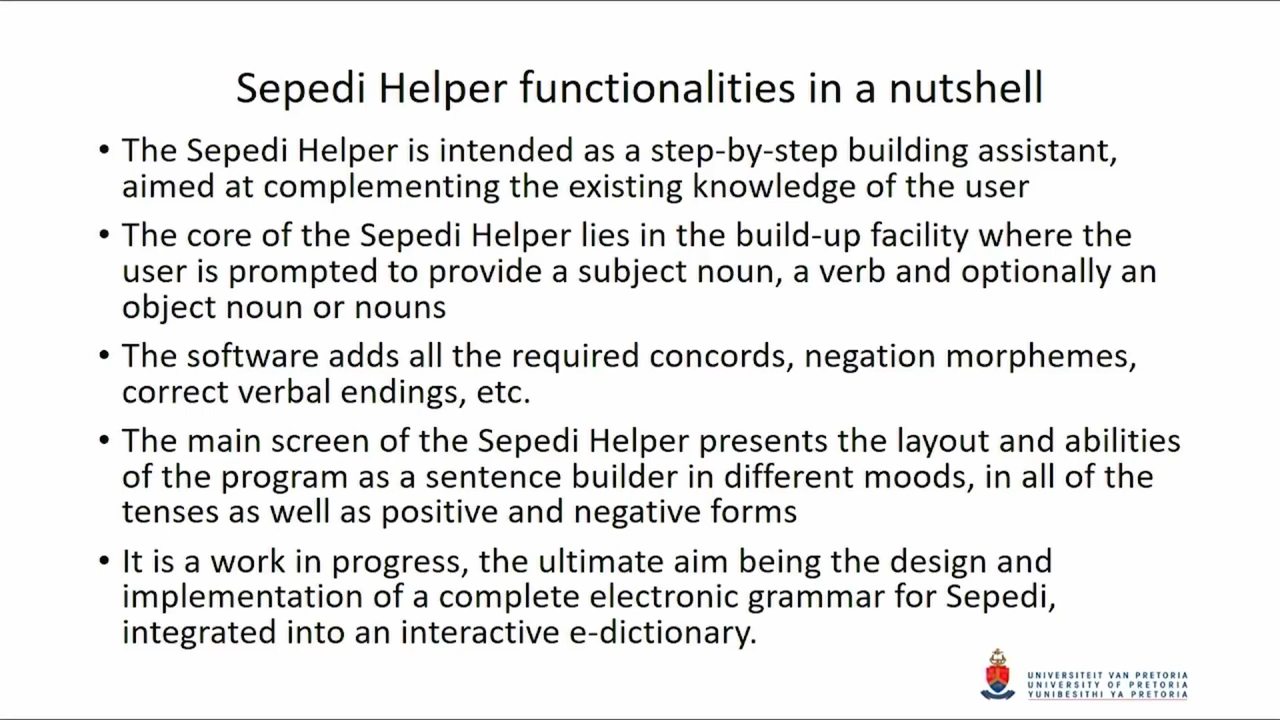 Sepedi Helper functionalities in a nutshell
• The Sepedi Helper is intended as a step-by-step building assistant,
aimed at complementing the existing knowledge of the user
• The core of the Sepedi Helper lies in the build-up facility where the
user is prompted to provide a subject noun, a verb and optionally an
object noun or nouns
• The software adds all the required concords, negation morphemes,
correct verbal endings, etc.
• The main screen of the Sepedi Helper presents the layout and abilities
of the program as a sentence builder in different moods, in all of the
tenses as well as positive and negative forms
• It is a work in progress, the ultimate aim being the design and
implementation of a complete electronic grammar for Sepedi,
integrated into an interactive e-dictionary.
UNIVERSITEIT VAN PRETORIA
UNIVERSITY OF PRETORIA
YUNIBESITHI YA PRETORIA